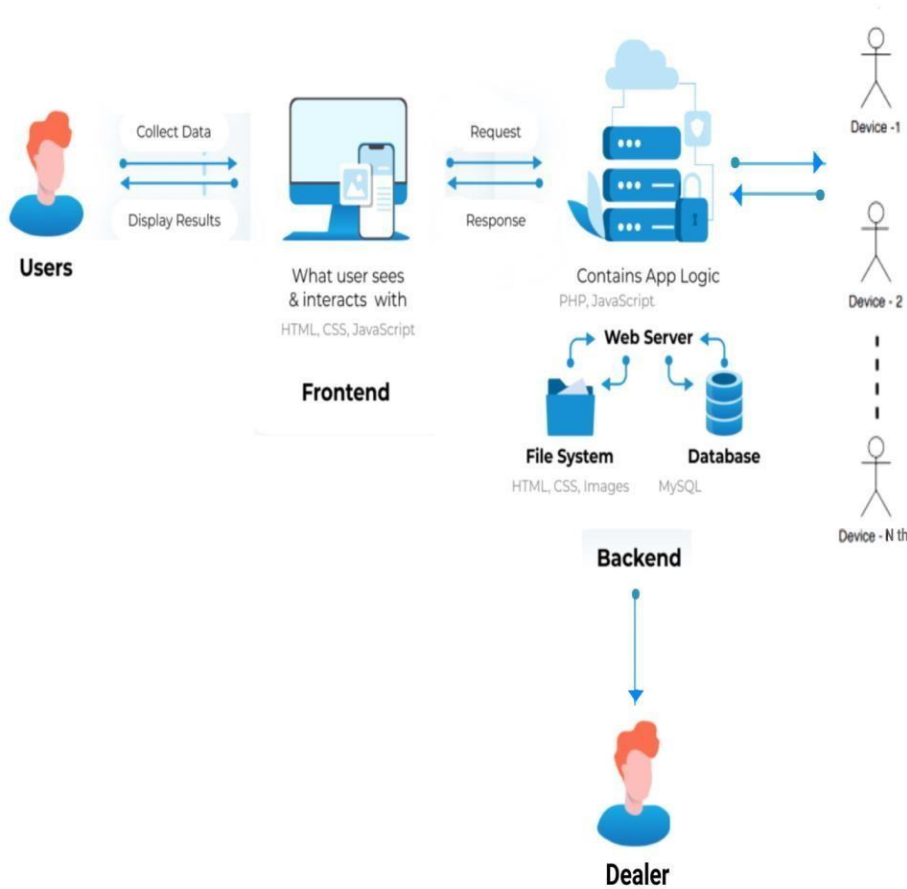 Collect Data
Display Results
Users
What user sees
& interacts with
HTML, CSS, JavaScript
Frontend
Request
Response
Contains App Logic
PHP, JavaScript
Web Server
File System
HTML, CSS, Images
Database
MySQL
Backend
Dealer
Device -1
Device - 2
Device - N th